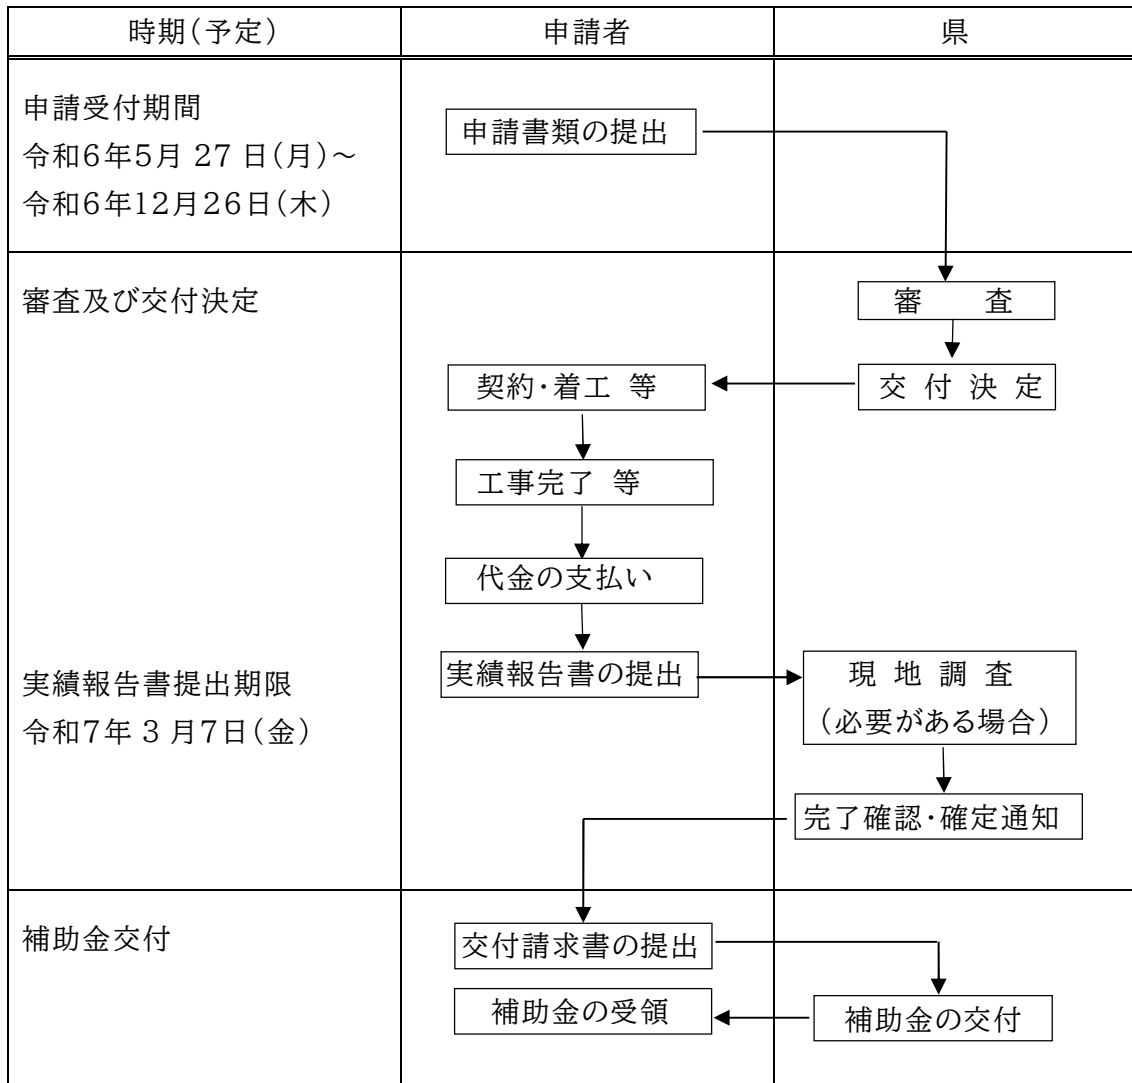 時期(予定)
申請者
県
申請受付期間
令和6年5月 27 日(月)~
令和6年12月26日(木)
申請書類の提出
審査及び交付決定
審　　査
交 付 決 定
契約・着工 等
工事完了 等
代金の支払い
実績報告書提出期限
令和7年 3 月7日(金)
実績報告書の提出
現 地 調 査
(必要がある場合)
完了確認・確定通知
補助金交付
交付請求書の提出
補助金の交付
補助金の受領